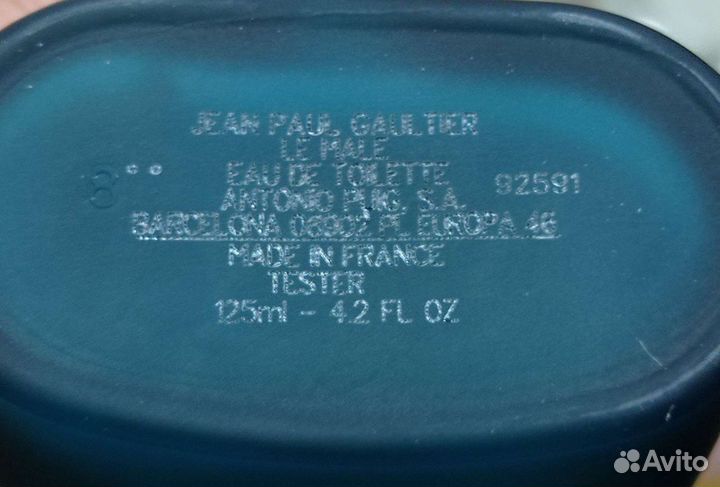 JEAN PAUL GAULTIER
LE MALE
EAU DE TOILETTE
ANTONIO PUIG, S.A.
BARCELONA 08902 PL. EUROPA 46
MADE IN FRANCE
TESTER
125ml - 4.2 FL OZ
92591
8
Avito